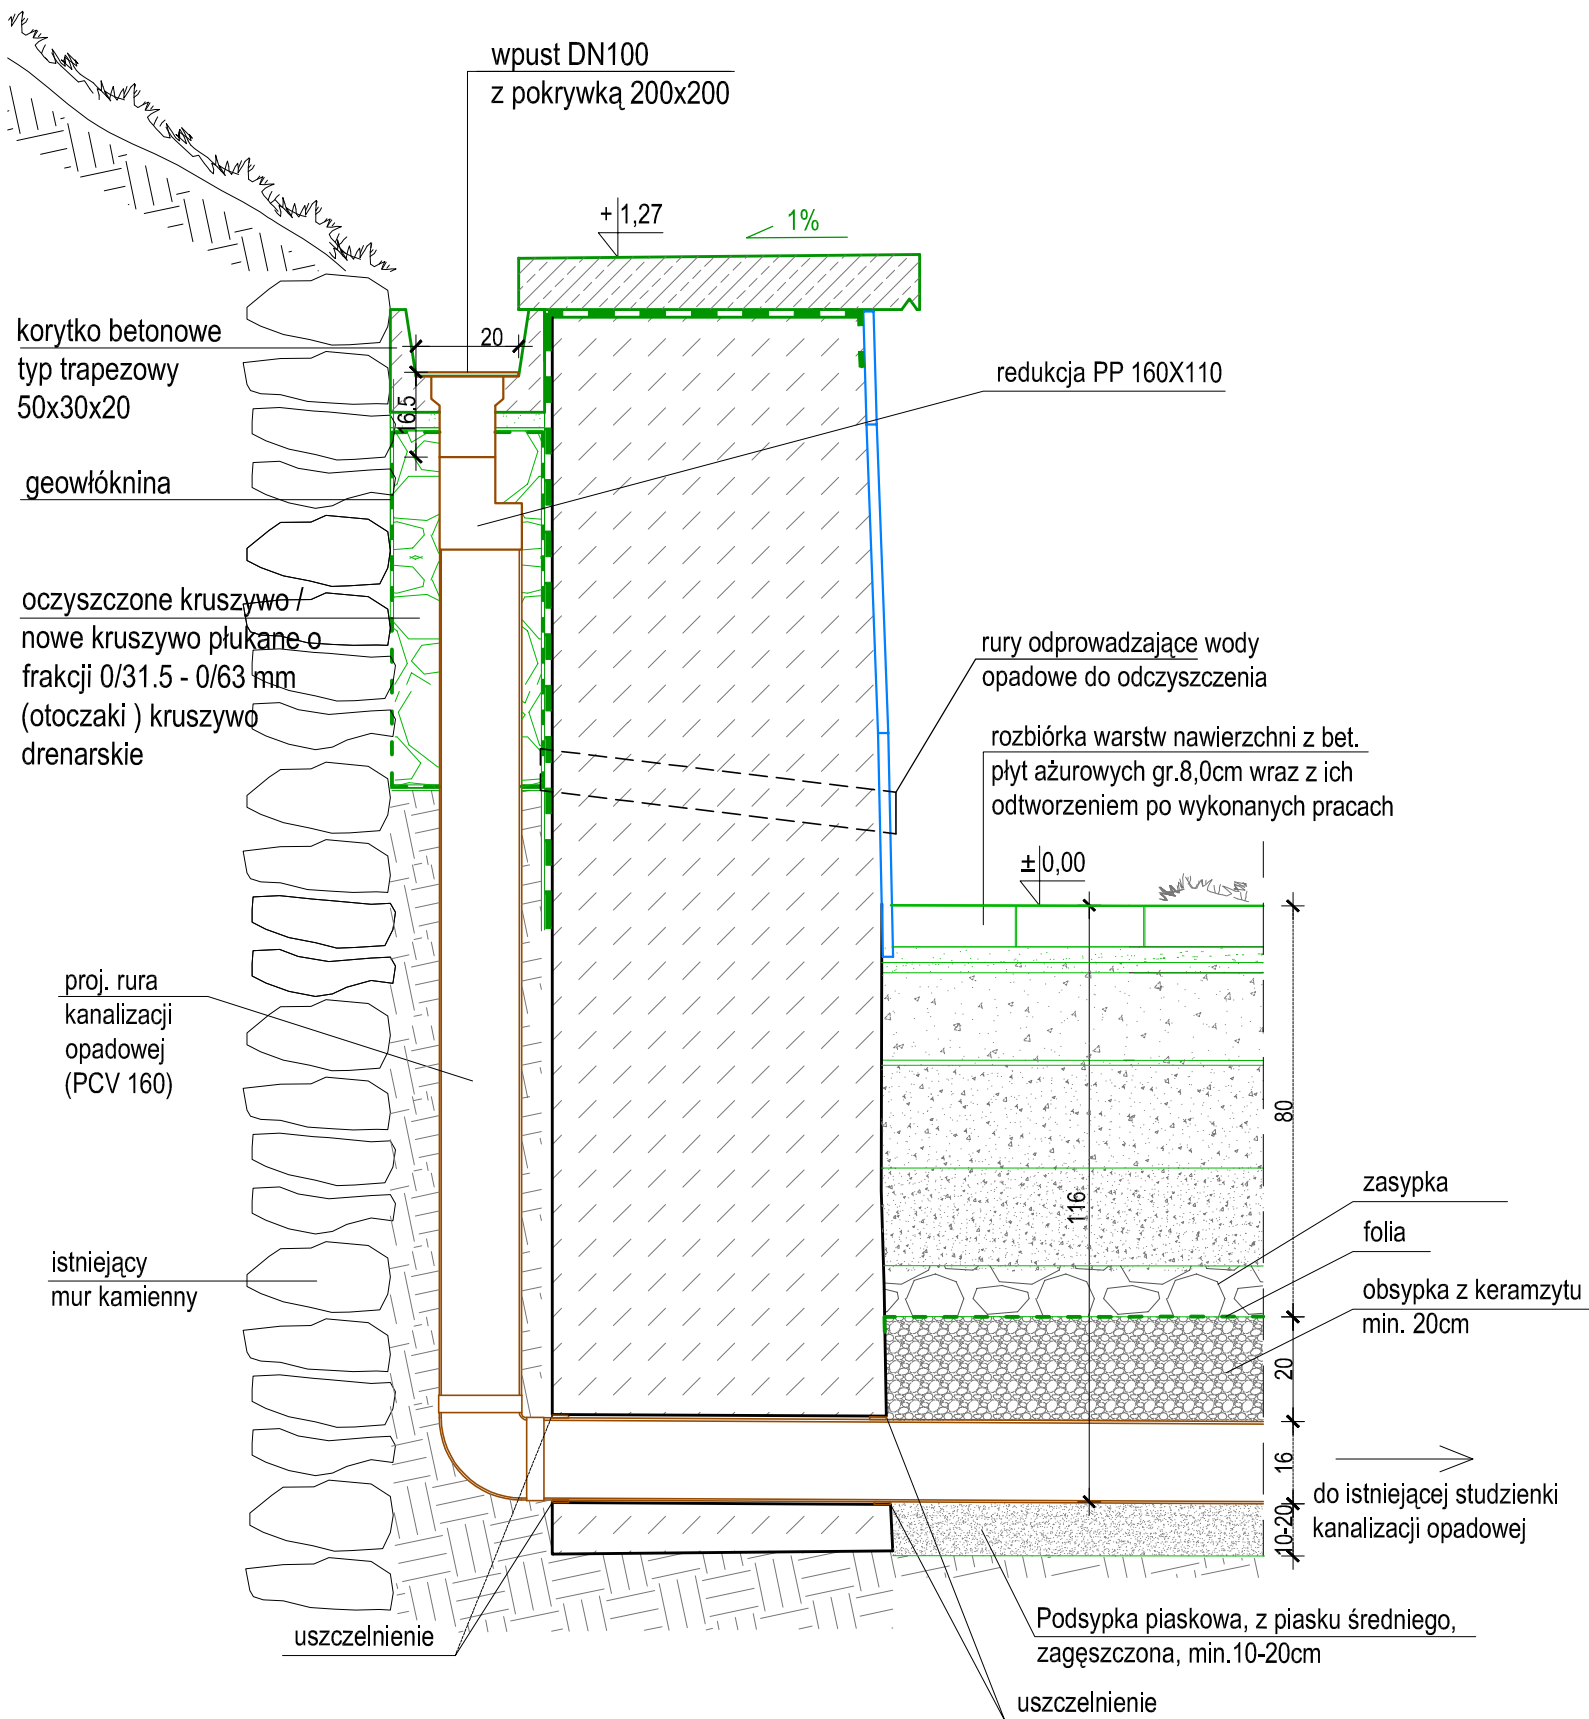 wpust DN100
z pokrywką 200x200
+1,27
1%
korytko betonowe
typ trapezowy
50x30x20
20
16,5
redukcja PP 160X110
geowłóknina
oczyszczone kruszywo /
nowe kruszywo płukane o
frakcji 0/31.5 - 0/63 mm
(otoczaki ) kruszywo
drenarskie
rury odprowadzające wody
opadowe do odczyszczenia
rozbiórka warstw nawierzchni z bet.
płyt ażurowych gr.8,0cm wraz z ich
odtworzeniem po wykonanych pracach
±0,00
proj. rura
kanalizacji
opadowej
(PCV 160)
80
116
zasypka
folia
obsypka z keramzytu
min. 20cm
istniejący
mur kamienny
20
16
10-20
do istniejącej studzienki
kanalizacji opadowej
Podsypka piaskowa, z piasku średniego,
zagęszczona, min.10-20cm
uszczelnienie
uszczelnienie